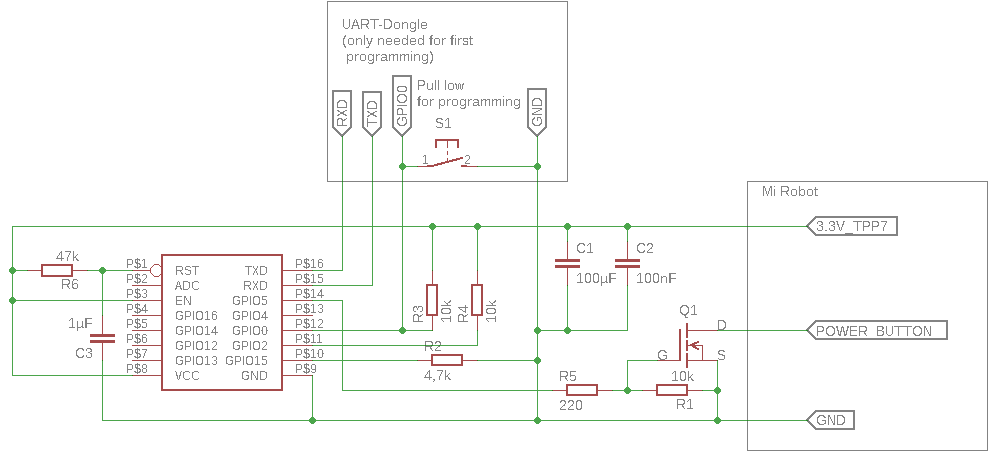 UART-Dongle
(only needed for first
programming)
Pull low
for programming
RXD
TXD
GPIO0
GND
S1
1
2
Mi Robot
3.3V_TPP7
47k
R6
P$1
P$2
P$3
P$4
P$5
P$6
P$7
P$8
RST
ADC
EN
GPIO16
GPIO14
GPIO12
GPIO13
VCC
TXD
RXD
GPIO5
GPIO4
GPIO0
GPIO2
GPIO15
GND
P$16
P$15
P$14
P$13
P$12
P$11
P$10
P$9
1µF
C3
R3
10k
R4
10k
R2
4,7k
C1
100µF
C2
100nF
Q1
D
G
S
POWER_BUTTON
R5
220
10k
R1
GND